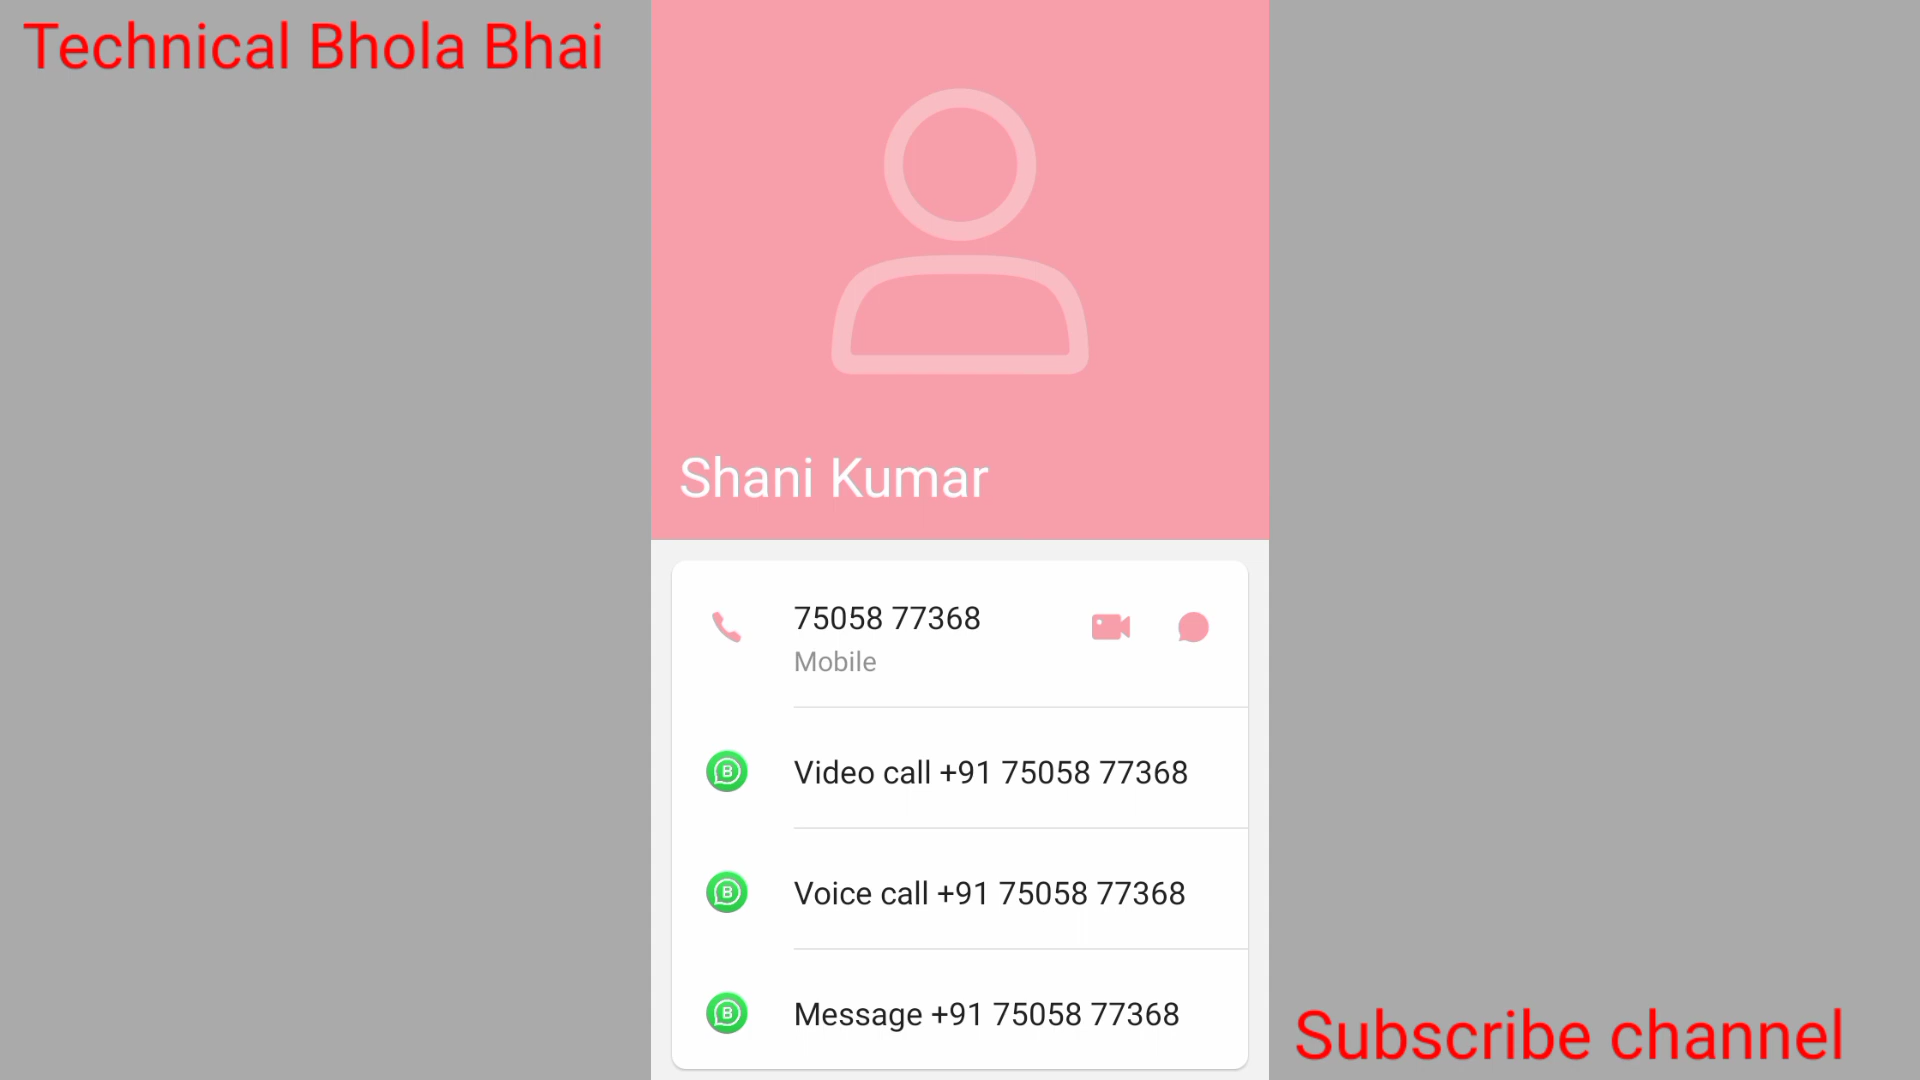 Technical Bhola Bhai
Shani Kumar
75058 77368
Mobile
Video call +91 75058 77368
Voice call +91 75058 77368
Message +91 75058 77368
Subscribe channel